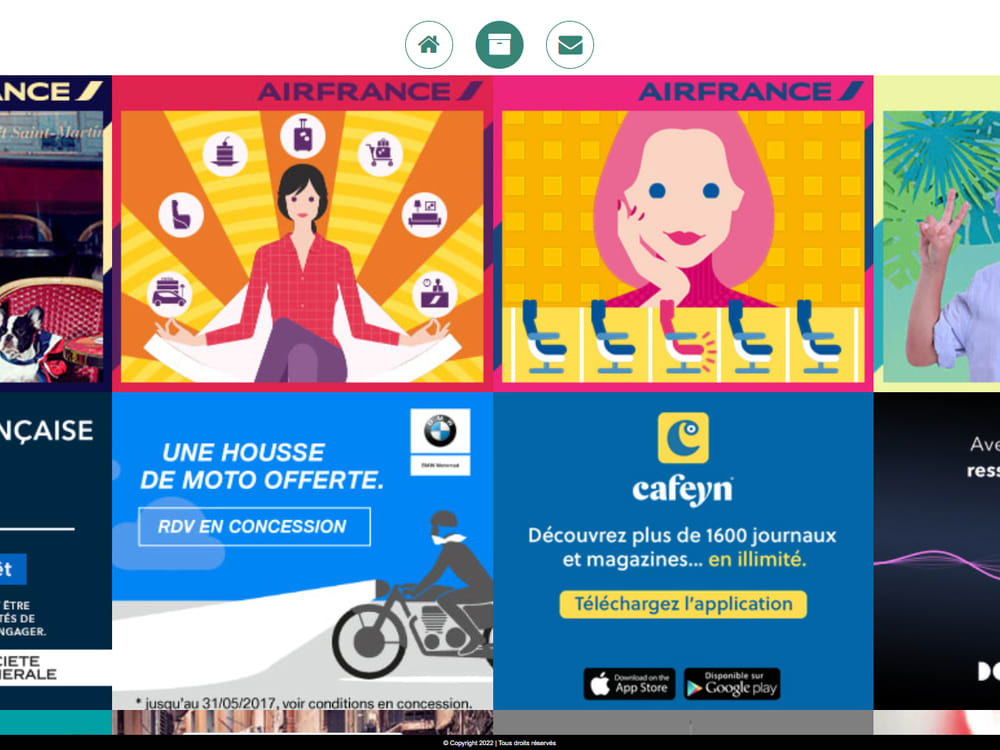 ANCE
AIRFRANCE
AIRFRANCE
t Saint-Martin
NÇAISE
êt
ÊTRE
TÉS DE
NGAGER.
CIETE
NERALE
UNE HOUSSE
DE MOTO OFFERTE.
RDV EN CONCESSION
BMW Motorrad
* jusqu'au 31/05/2017, voir conditions en concession.
cafeyn
Découvrez plus de 1600 journaux
et magazines... en illimité.
Téléchargez l'application
Download on the
App Store
Disponible sur
Google play
Ave
ress
© Copyright 2022 | Tous droits réservés